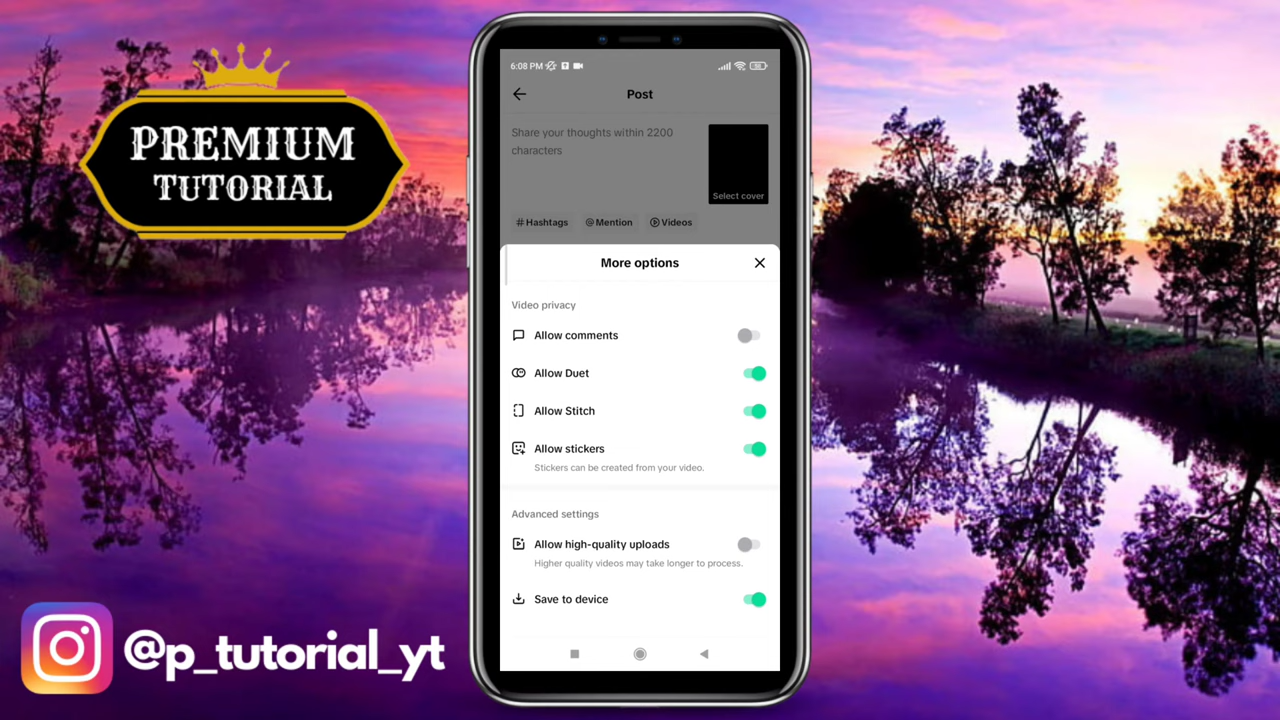 PREMIUM
TUTORIAL
@p_tutorial_yt
6:08 PM
Post
Share your thoughts within 2200
characters
Select cover
# Hashtags
@ Mention
Videos
More options
Video privacy
Allow comments
Allow Duet
Allow Stitch
Allow stickers
Stickers can be created from your video.
Advanced settings
Allow high-quality uploads
Higher quality videos may take longer to process.
Save to device